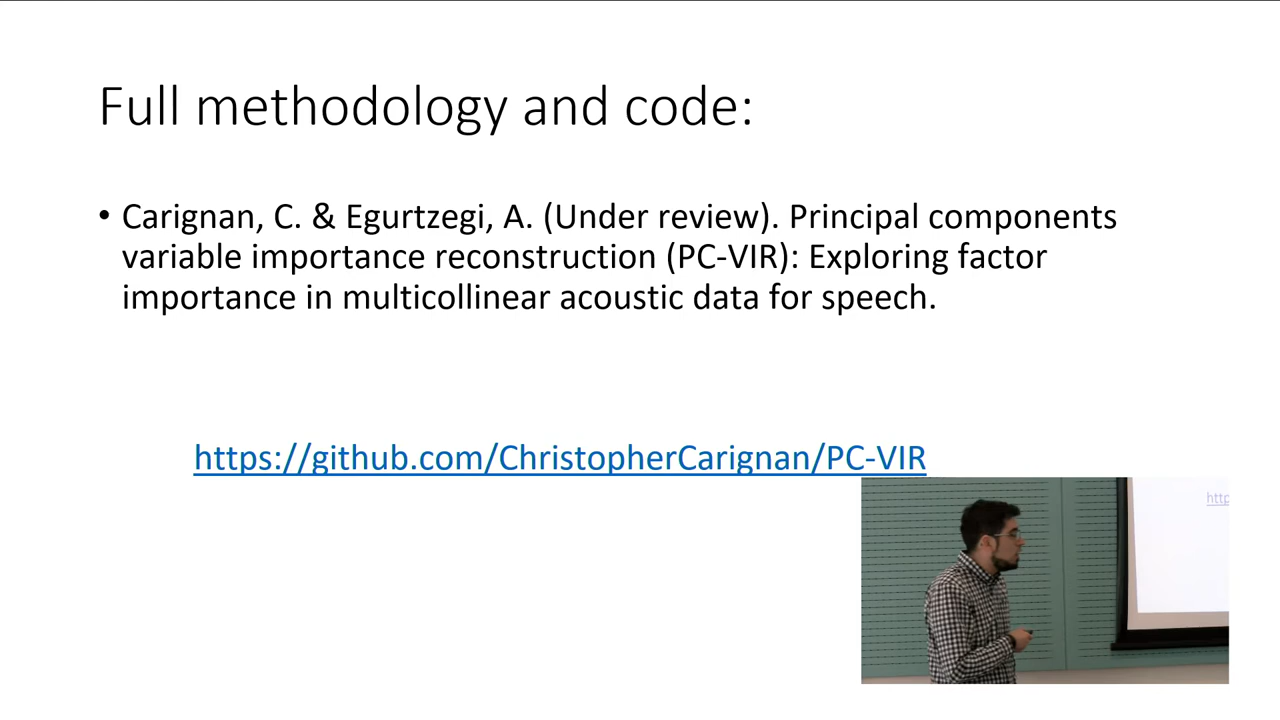 Full methodology and code:
• Carignan, C. & Egurtzegi, A. (Under review). Principal components
variable importance reconstruction (PC-VIR): Exploring factor
importance in multicollinear acoustic data for speech.
https://github.com/ChristopherCarignan/PC-VIR
http